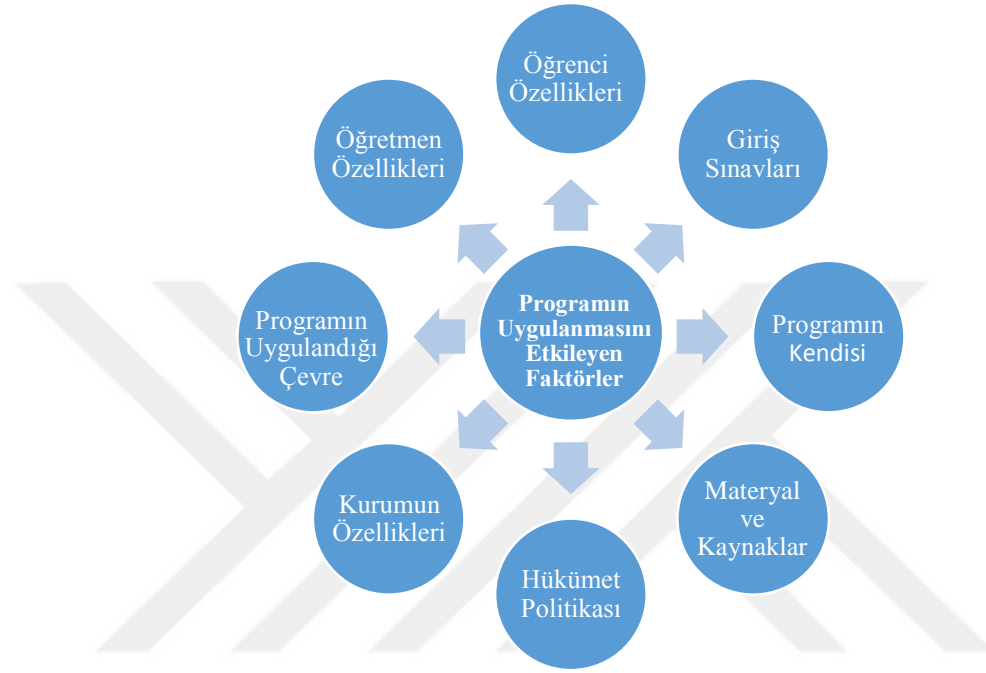 Öğrenci
Özellikleri
Giriş
Sınavları
Programın
Kendisi
Materyal
ve
Kaynaklar
Hükümet
Politikası
Kurumun
Özellikleri
Programın
Uygulandığı
Çevre
Öğretmen
Özellikleri
Programın
Uygulanmasını
Etkileyen
Faktörler